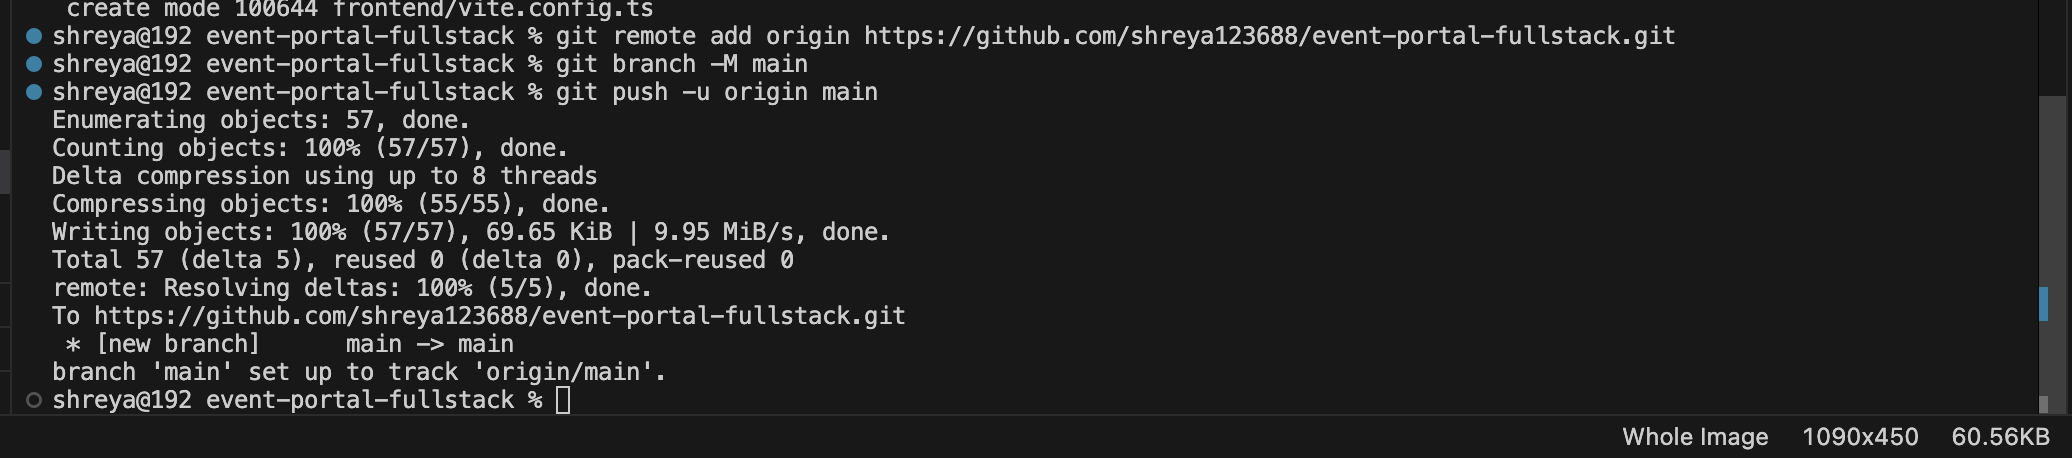 create mode 100644 frontend/vite.config.ts
shreya@192 event-portal-fullstack % git remote add origin https://github.com/shreya123688/event-portal-fullstack.git
shreya@192 event-portal-fullstack % git branch -M main
shreya@192 event-portal-fullstack % git push -u origin main
Enumerating objects: 57, done.
Counting objects: 100% (57/57), done.
Delta compression using up to 8 threads
Compressing objects: 100% (55/55), done.
Writing objects: 100% (57/57), 69.65 KiB | 9.95 MiB/s, done.
Total 57 (delta 5), reused 0 (delta 0), pack-reused 0
remote: Resolving deltas: 100% (5/5), done.
To https://github.com/shreya123688/event-portal-fullstack.git
* [new branch]      main -> main
branch 'main' set up to track 'origin/main'.
shreya@192 event-portal-fullstack %
Whole Image 1090x450 60.56KB